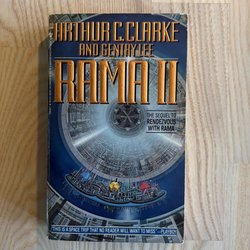 ARTHUR C. CLARKE
AND GENTRY LEE
RAMA II
THE SEQUEL TO
RENDEZVOUS
WITH RAMA
"THIS IS A SPACE TRIP THAT NO READER WILL WANT TO MISS." —PLAYBOY